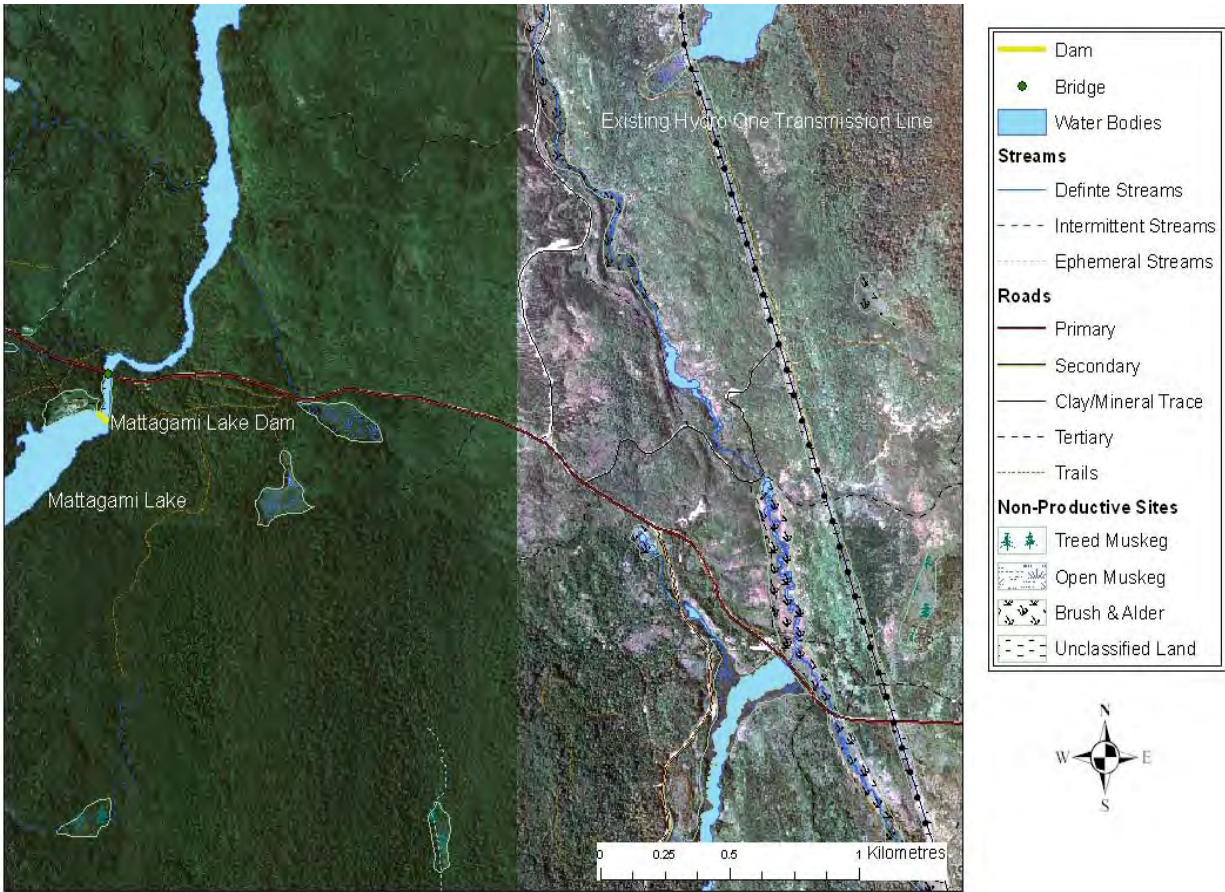 Existing Hydro One Transmission Line
Mattagami Lake Dam
Mattagami Lake
0 0.25 0.5 1 Kilometres
Dam
Bridge
Water Bodies
Streams
Definte Streams
Intermittent Streams
Ephemeral Streams
Roads
Primary
Secondary
Clay/Mineral Trace
Tertiary
Trails
Non-Productive Sites
Treed Muskeg
Open Muskeg
Brush & Alder
Unclassified Land
N
W E
S